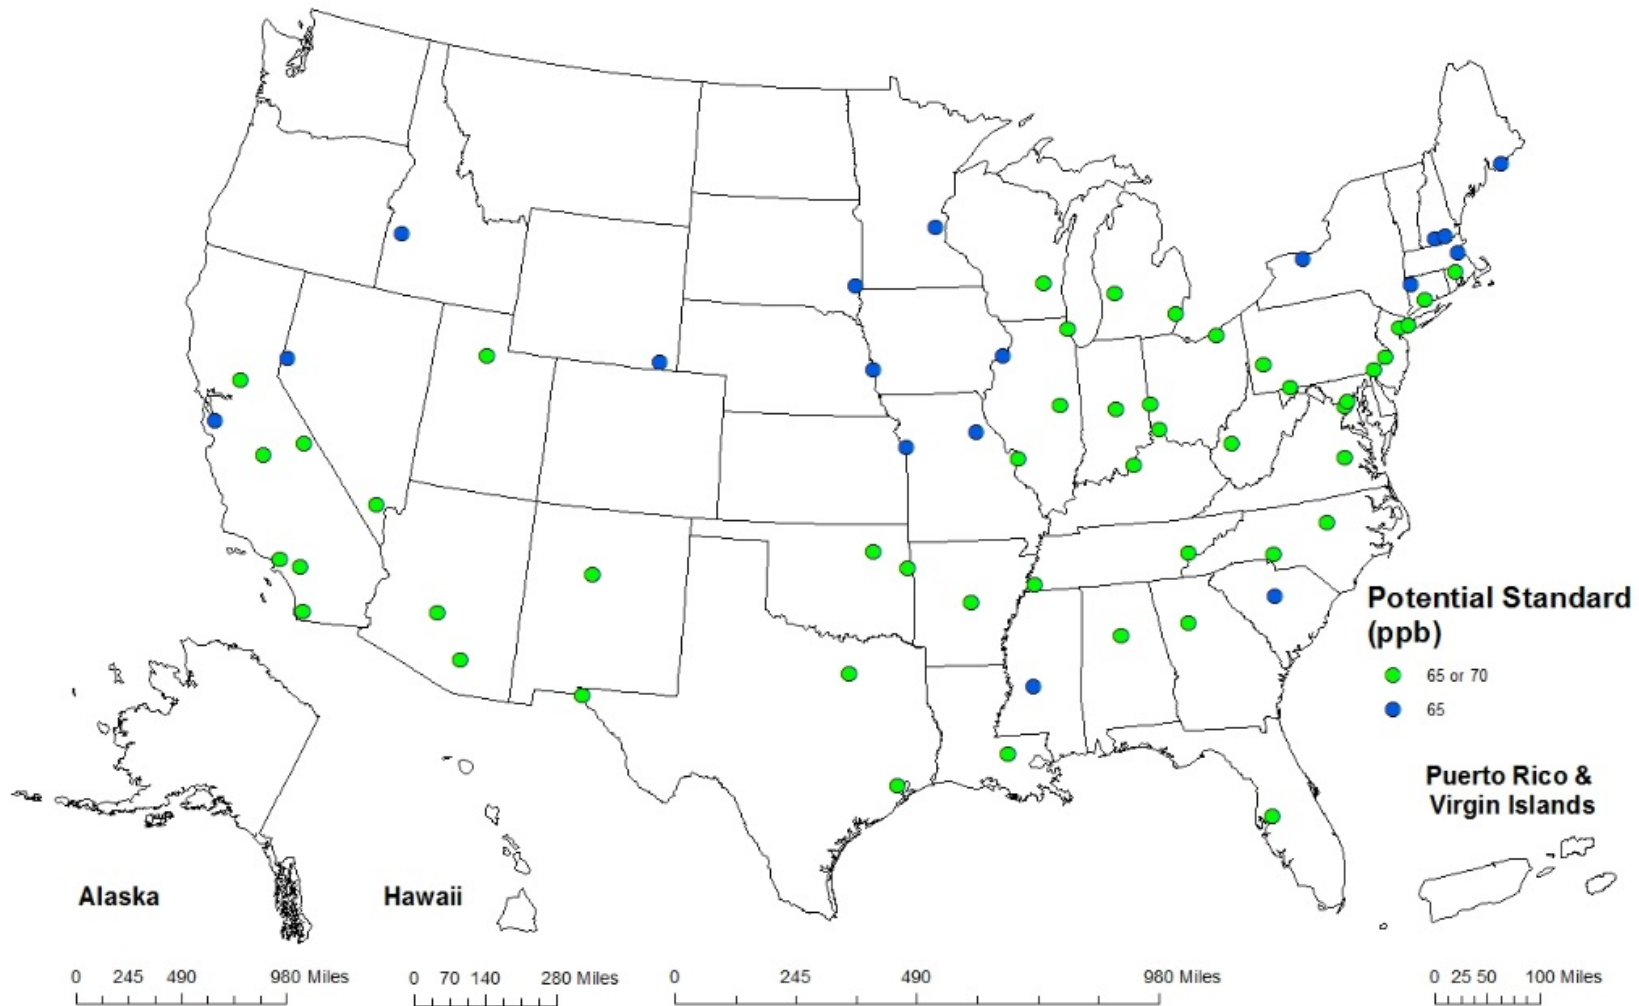 Potential Standard
(ppb)
65 or 70
65
Puerto Rico &
Virgin Islands
Alaska
Hawaii
0 245 490 980 Miles
0 70 140 280 Miles
0 245 490 980 Miles
0 25 50 100 Miles